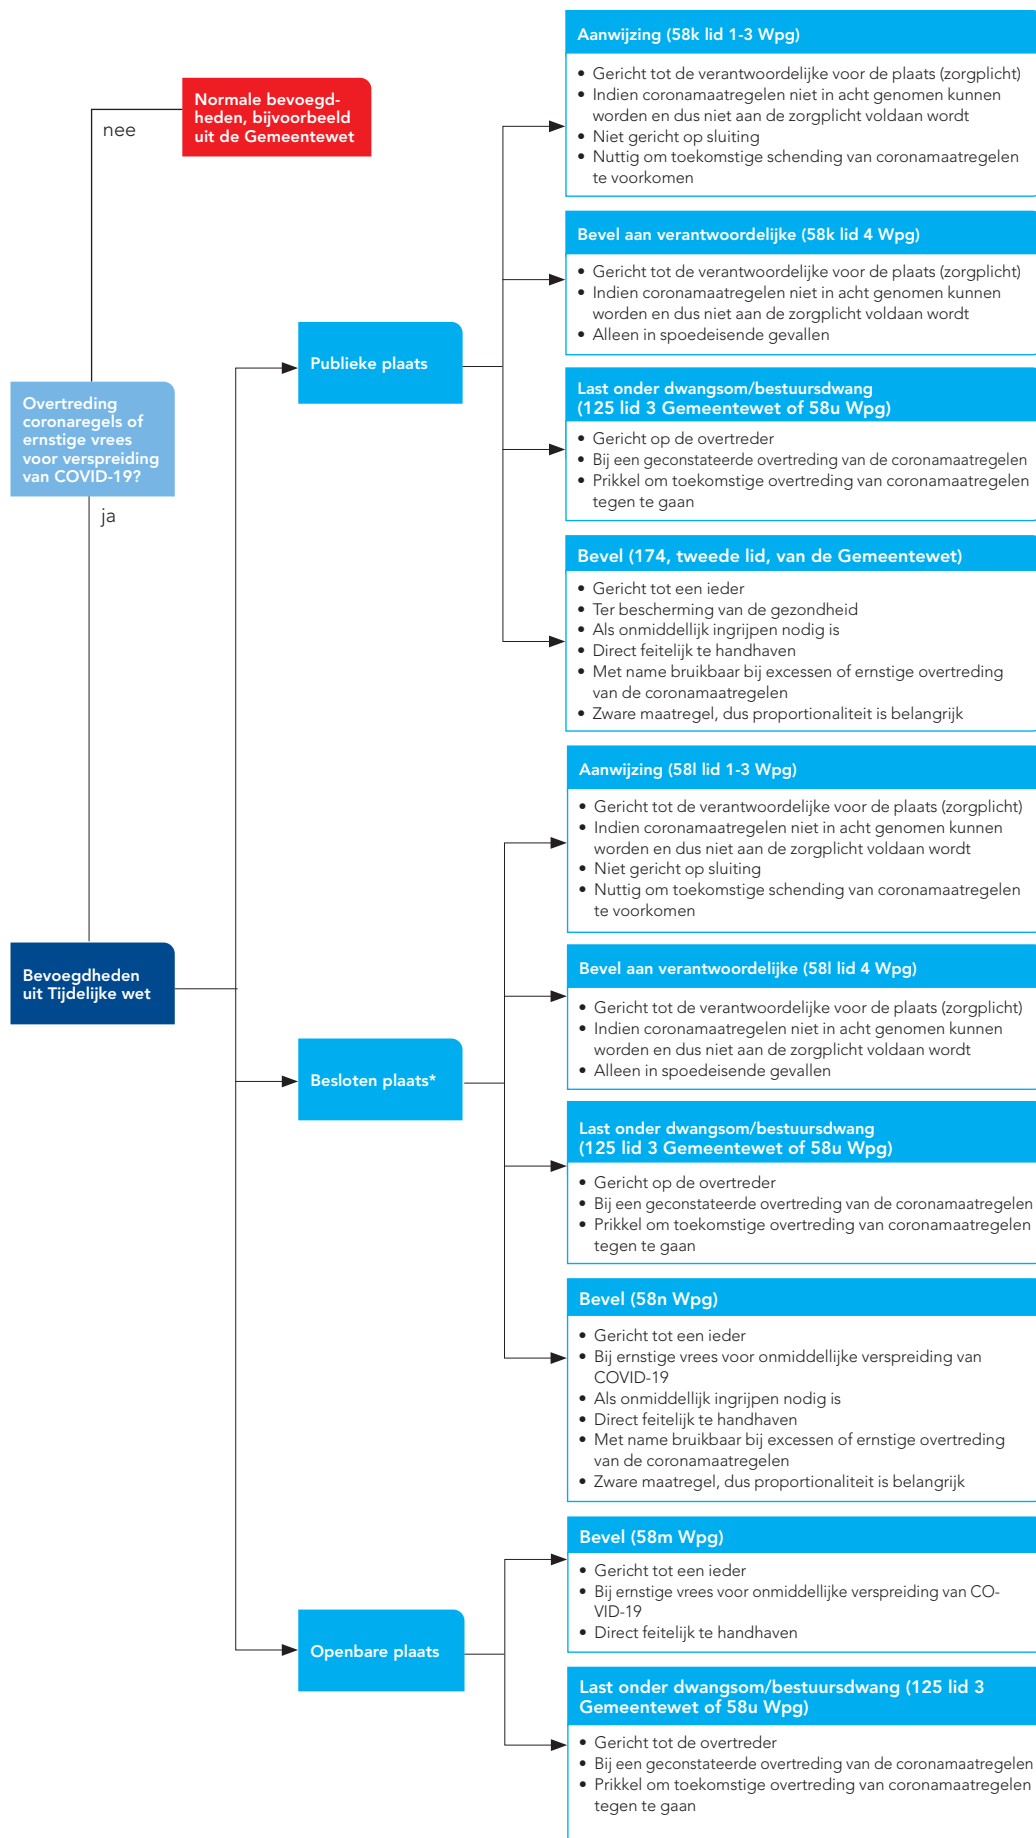 Normale bevoegd-
heden, bijvoorbeeld
uit de Gemeentewet
nee
Overtreding
coronaregels of
ernstige vrees
voor verspreiding
van COVID-19?
ja
Bevoegdheden
uit Tijdelijke wet
Publieke plaats
Aanwijzing (58k lid 1-3 Wpg)
• Gericht tot de verantwoordelijke voor de plaats (zorgplicht)
• Indien coronamaatregelen niet in acht genomen kunnen
worden en dus niet aan de zorgplicht voldaan wordt
• Niet gericht op sluiting
• Nuttig om toekomstige schending van coronamaatregelen
te voorkomen
Bevel aan verantwoordelijke (58k lid 4 Wpg)
• Gericht tot de verantwoordelijke voor de plaats (zorgplicht)
• Indien coronamaatregelen niet in acht genomen kunnen
worden en dus niet aan de zorgplicht voldaan wordt
• Alleen in spoedeisende gevallen
Last onder dwangsom/bestuursdwang
(125 lid 3 Gemeentewet of 58u Wpg)
• Gericht op de overtreder
• Bij een geconstateerde overtreding van de coronamaatregelen
• Prikkel om toekomstige overtreding van coronamaatregelen
tegen te gaan
Bevel (174, tweede lid, van de Gemeentewet)
• Gericht tot een ieder
• Ter bescherming van de gezondheid
• Als onmiddellijk ingrijpen nodig is
• Direct feitelijk te handhaven
• Met name bruikbaar bij excessen of ernstige overtreding
van de coronamaatregelen
• Zware maatregel, dus proportionaliteit is belangrijk
Besloten plaats*
Aanwijzing (58l lid 1-3 Wpg)
• Gericht tot de verantwoordelijke voor de plaats (zorgplicht)
• Indien coronamaatregelen niet in acht genomen kunnen
worden en dus niet aan de zorgplicht voldaan wordt
• Niet gericht op sluiting
• Nuttig om toekomstige schending van coronamaatregelen
te voorkomen
Bevel aan verantwoordelijke (58l lid 4 Wpg)
• Gericht tot de verantwoordelijke voor de plaats (zorgplicht)
• Indien coronamaatregelen niet in acht genomen kunnen
worden en dus niet aan de zorgplicht voldaan wordt
• Alleen in spoedeisende gevallen
Last onder dwangsom/bestuursdwang
(125 lid 3 Gemeentewet of 58u Wpg)
• Gericht op de overtreder
• Bij een geconstateerde overtreding van de coronamaatregelen
• Prikkel om toekomstige overtreding van coronamaatregelen
tegen te gaan
Bevel (58n Wpg)
• Gericht tot een ieder
• Bij ernstige vrees voor onmiddellijke verspreiding van
COVID-19
• Als onmiddellijk ingrijpen nodig is
• Direct feitelijk te handhaven
• Met name bruikbaar bij excessen of ernstige overtreding
van de coronamaatregelen
• Zware maatregel, dus proportionaliteit is belangrijk
Openbare plaats
Bevel (58m Wpg)
• Gericht tot een ieder
• Bij ernstige vrees voor onmiddellijke verspreiding van CO-
VID-19
• Direct feitelijk te handhaven
Last onder dwangsom/bestuursdwang (125 lid 3
Gemeentewet of 58u Wpg)
• Gericht tot de overtreder
• Bij een geconstateerde overtreding van de coronamaatregelen
• Prikkel om toekomstige overtreding van coronamaatregelen
tegen te gaan